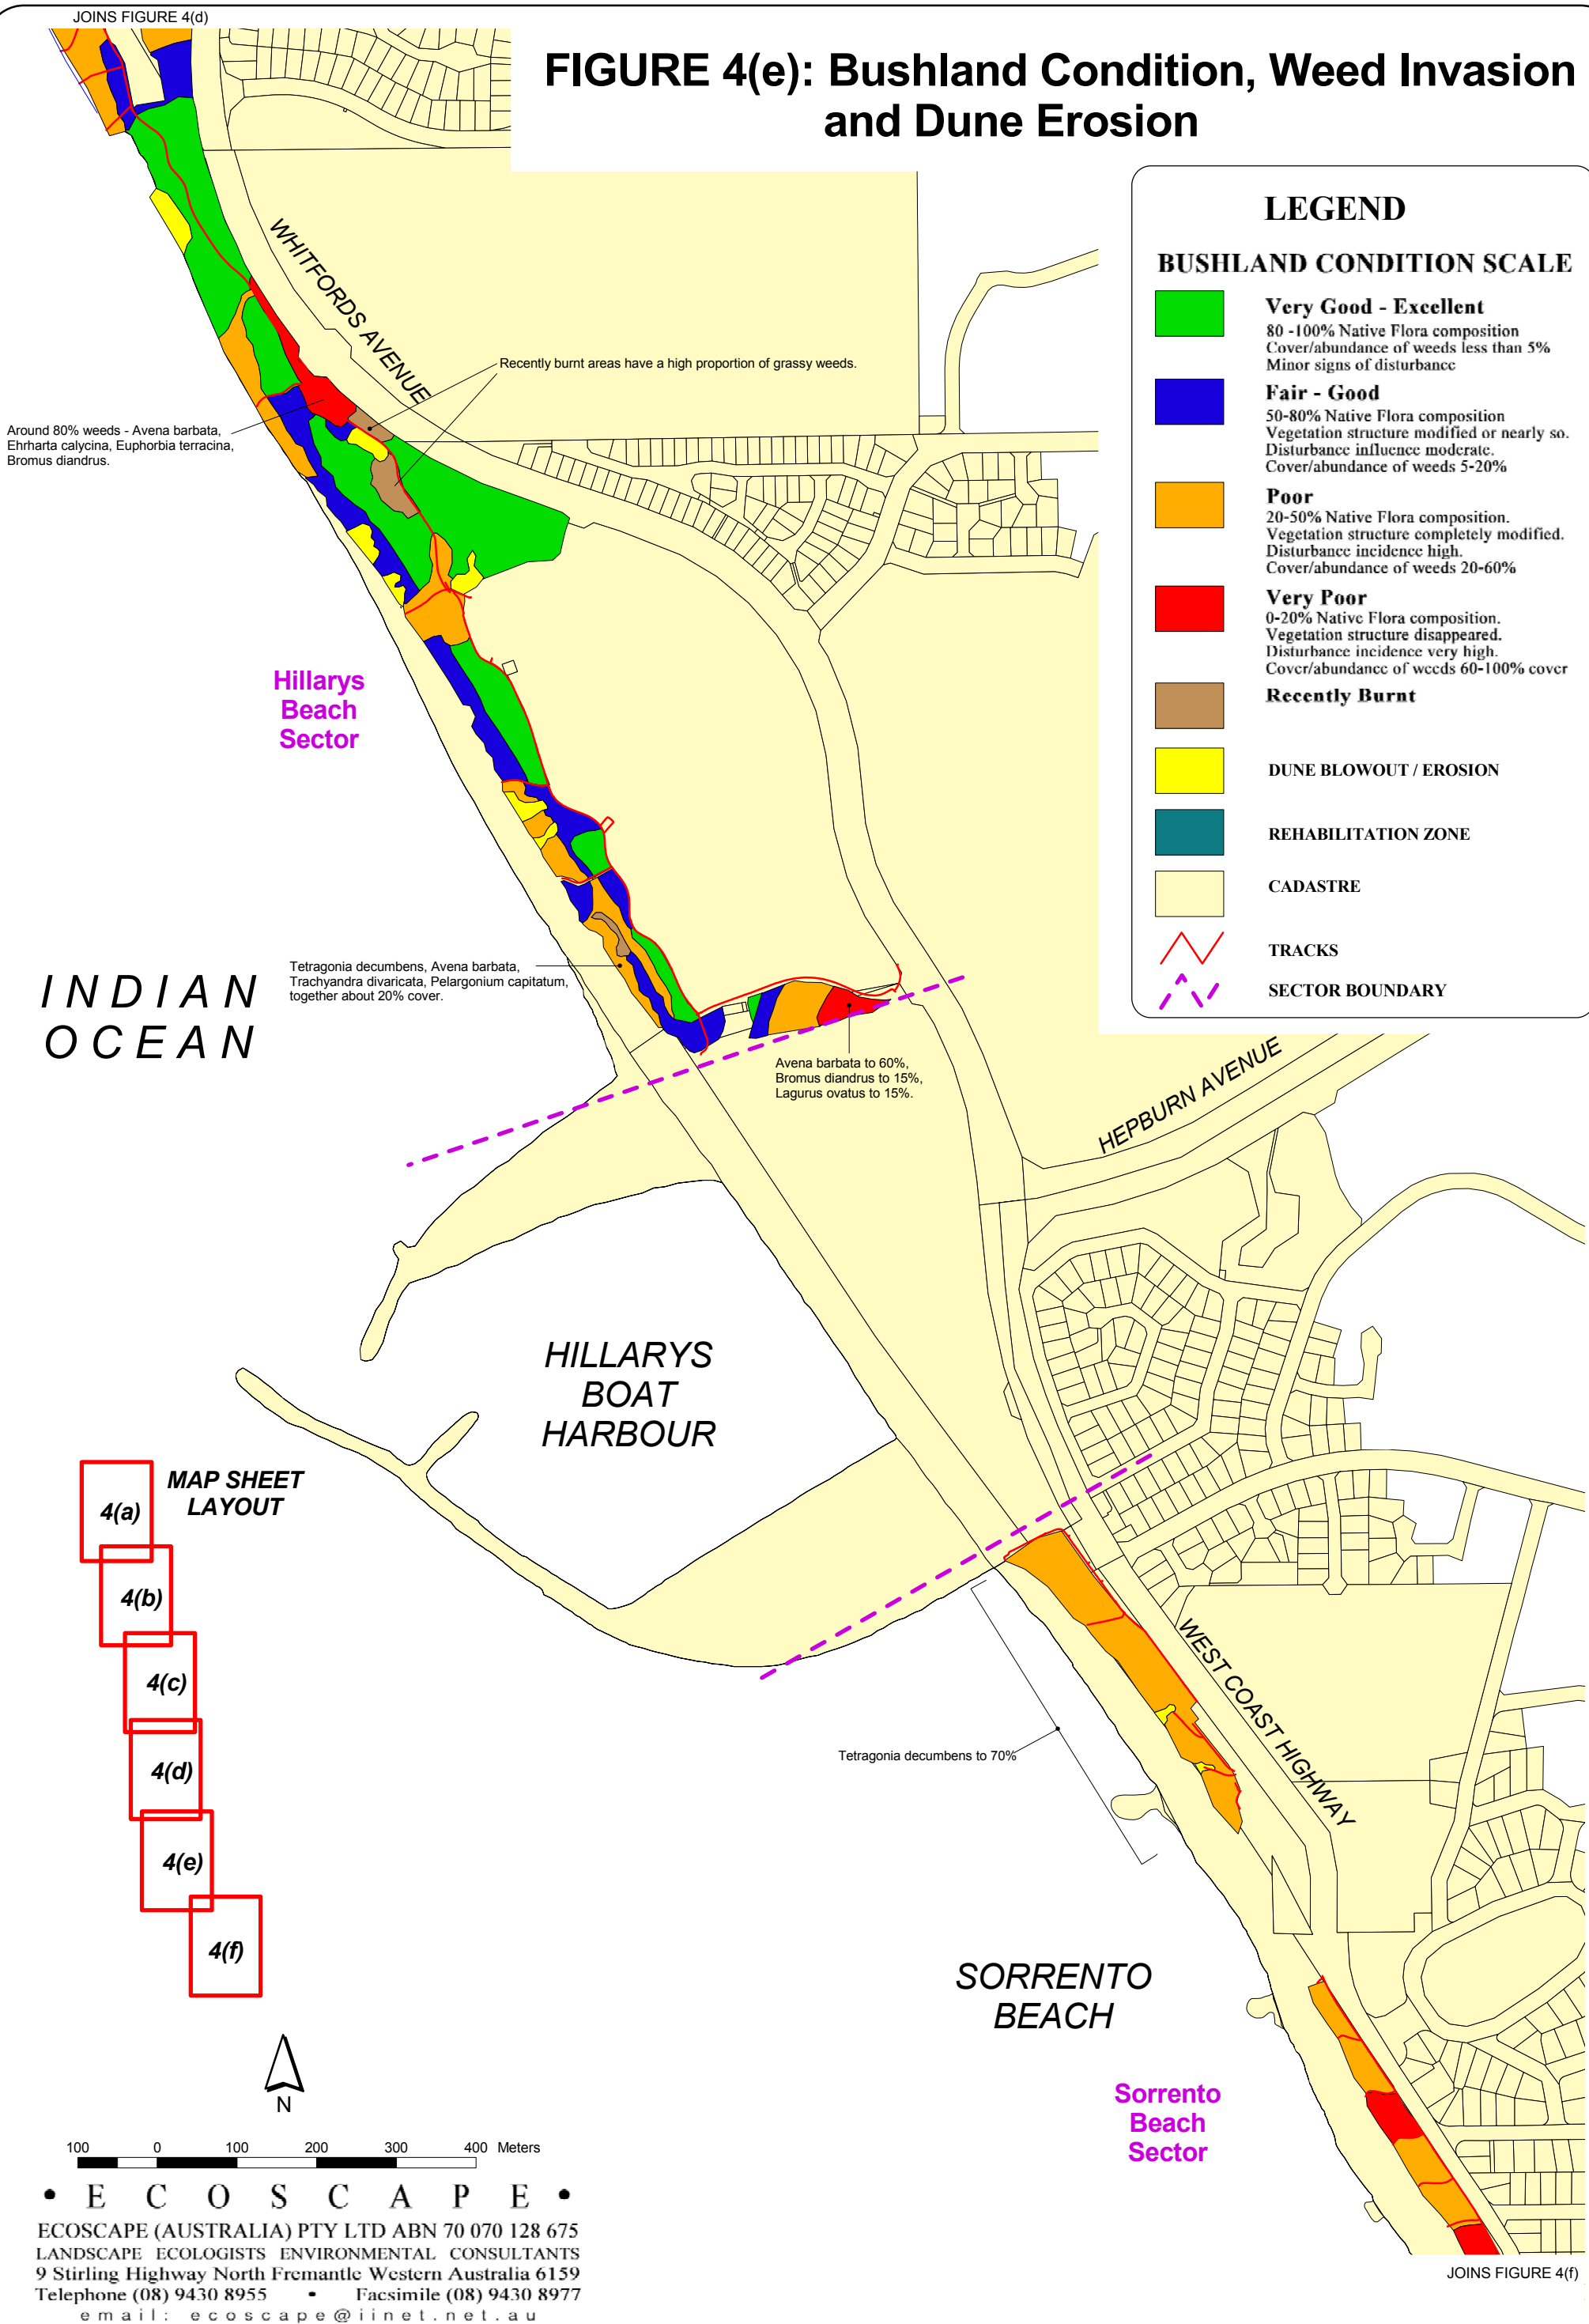 JOINS FIGURE 4(d)
FIGURE 4(e): Bushland Condition, Weed Invasion
and Dune Erosion
LEGEND
BUSHLAND CONDITION SCALE
Very Good - Excellent
80 -100% Native Flora composition
Cover/abundance of weeds less than 5%
Minor signs of disturbance
Fair - Good
50-80% Native Flora composition
Vegetation structure modified or nearly so.
Disturbance influence moderate.
Cover/abundance of weeds 5-20%
Poor
20-50% Native Flora composition.
Vegetation structure completely modified.
Disturbance incidence high.
Cover/abundance of weeds 20-60%
Very Poor
0-20% Native Flora composition.
Vegetation structure disappeared.
Disturbance incidence very high.
Cover/abundance of weeds 60-100% cover
Recently Burnt
DUNE BLOWOUT / EROSION
REHABILITATION ZONE
CADASTRE
TRACKS
SECTOR BOUNDARY
WHITFORDS AVENUE
Recently burnt areas have a high proportion of grassy weeds.
Around 80% weeds - Avena barbata,
Ehrharta calycina, Euphorbia terracina,
Bromus diandrus.
Hillarys
Beach
Sector
INDIAN
OCEAN
Tetragonia decumbens, Avena barbata,
Trachyandra divaricata, Pelargonium capitatum,
together about 20% cover.
Avena barbata to 60%,
Bromus diandrus to 15%,
Lagurus ovatus to 15%.
HEPBURN AVENUE
HILLARYS
BOAT
HARBOUR
MAP SHEET
LAYOUT
4(a)
4(b)
4(c)
4(d)
4(e)
4(f)
WEST COAST HIGHWAY
Tetragonia decumbens to 70%
SORRENTO
BEACH
Sorrento
Beach
Sector
N
100 0 100 200 300 400 Meters
• E C O S C A P E •
ECOSCAPE (AUSTRALIA) PTY LTD ABN 70 070 128 675
LANDSCAPE ECOLOGISTS ENVIRONMENTAL CONSULTANTS
9 Stirling Highway North Fremantle Western Australia 6159
Telephone (08) 9430 8955 • Facsimile (08) 9430 8977
email: ecoscape@iinet.net.au
JOINS FIGURE 4(f)